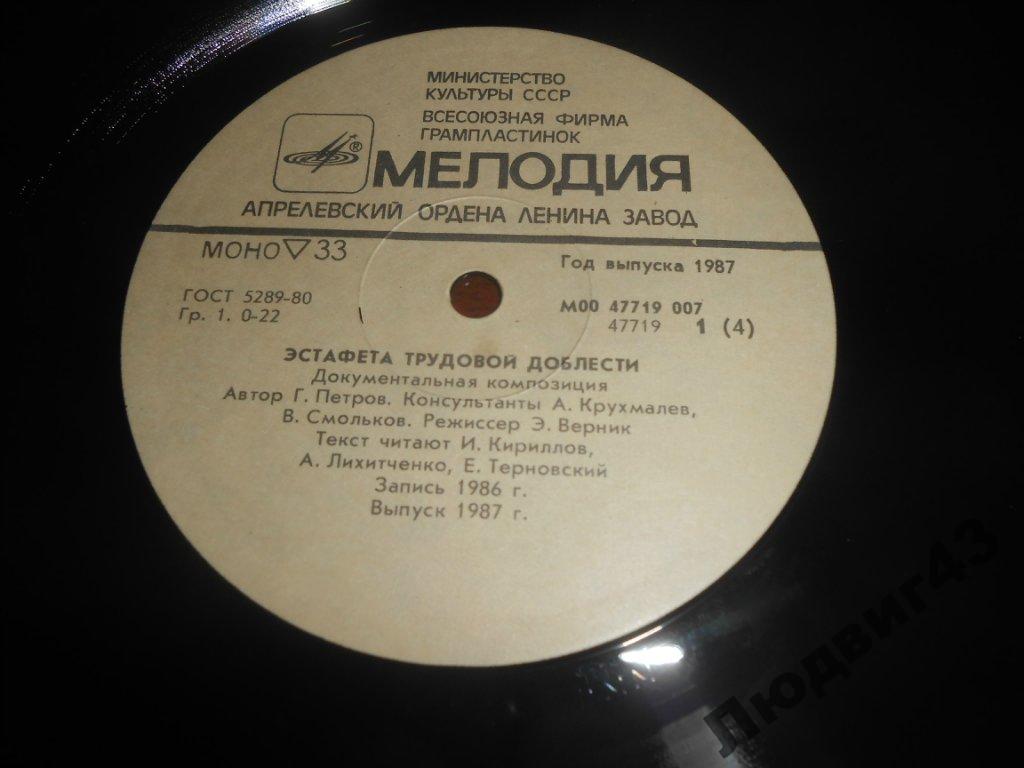 МИНИСТЕРСТВО
КУЛЬТУРЫ СССР
ВСЕСОЮЗНАЯ ФИРМА
ГРАМПЛАСТИНОК
®
МЕЛОДИЯ
АПРЕЛЕВСКИЙ ОРДЕНА ЛЕНИНА ЗАВОД
МОНО ▽ 33
Год выпуска 1987
ГОСТ 5289-80
Гр. 1. 0-22
М00 47719 007
47719 1 (4)
ЭСТАФЕТА ТРУДОВОЙ ДОБЛЕСТИ
Документальная композиция
Автор Г. Петров. Консультанты А. Крухмалев,
В. Смольков. Режиссер Э. Верник
Текст читают И. Кириллов,
А. Лихитченко, Е. Терновский
Запись 1986 г.
Выпуск 1987 г.
Людвиг43